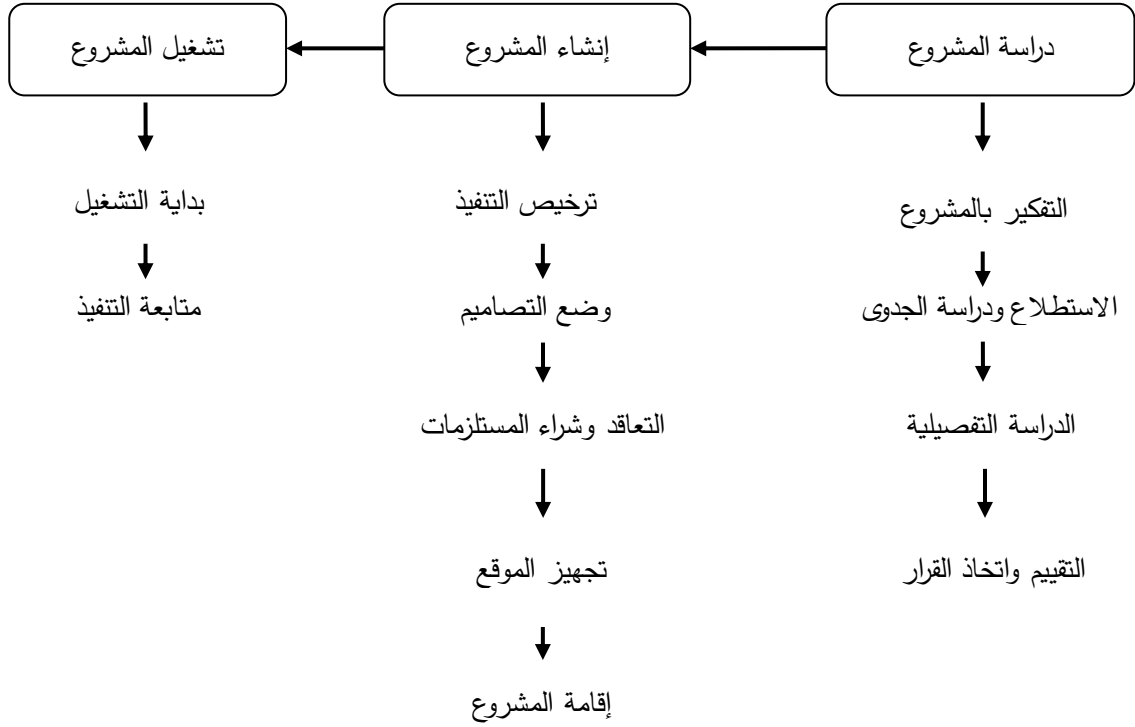 دراسة المشروع
إنشاء المشروع
تشغيل المشروع
التفكير بالمشروع
ترخيص التنفيذ
بداية التشغيل
الاستطلاع ودراسة الجدوى
وضع التصاميم
متابعة التنفيذ
الدراسة التفصيلية
التعاقد وشراء المستلزمات
التقييم واتخاذ القرار
تجهيز الموقع
إقامة المشروع